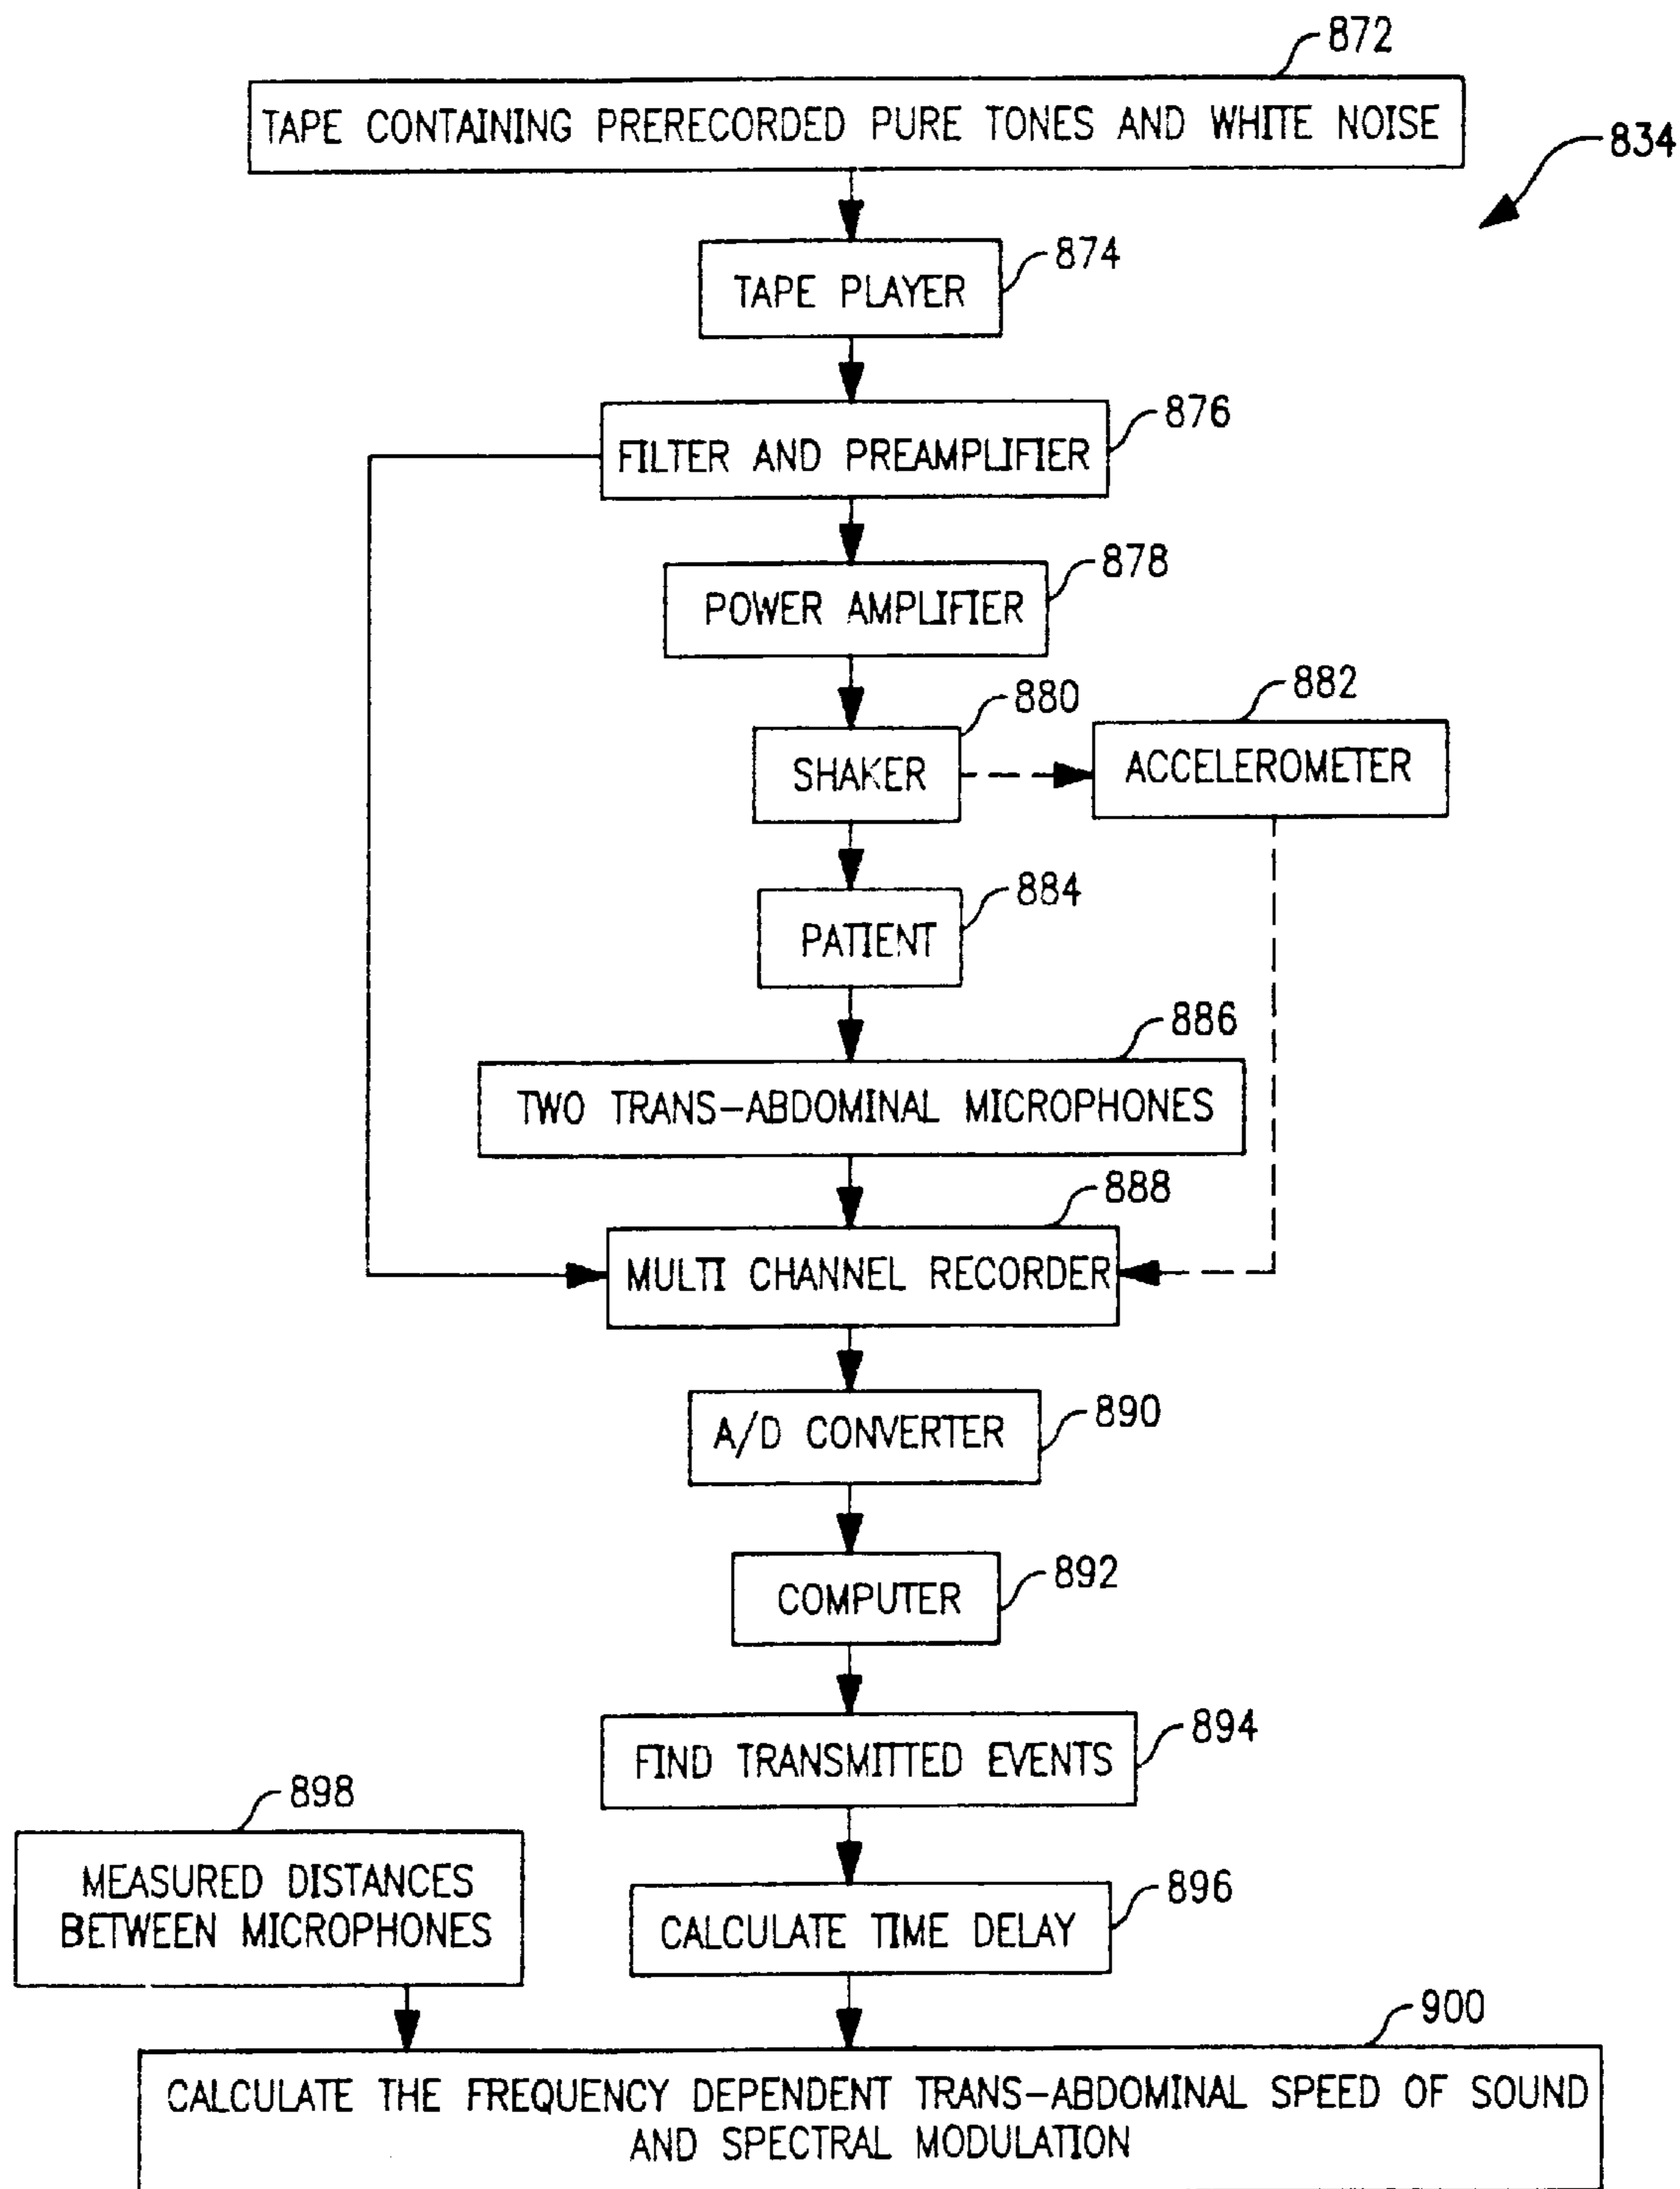 872
TAPE CONTAINING PRERECORDED PURE TONES AND WHITE NOISE
834
874
TAPE PLAYER
876
FILTER AND PREAMPLIFIER
878
POWER AMPLIFIER
880
882
SHAKER
ACCELEROMETER
884
PATIENT
886
TWO TRANS-ABDOMINAL MICROPHONES
888
MULTI CHANNEL RECORDER
890
A/D CONVERTER
892
COMPUTER
894
FIND TRANSMITTED EVENTS
898
MEASURED DISTANCES
BETWEEN MICROPHONES
896
CALCULATE TIME DELAY
900
CALCULATE THE FREQUENCY DEPENDENT TRANS-ABDOMINAL SPEED OF SOUND
AND SPECTRAL MODULATION